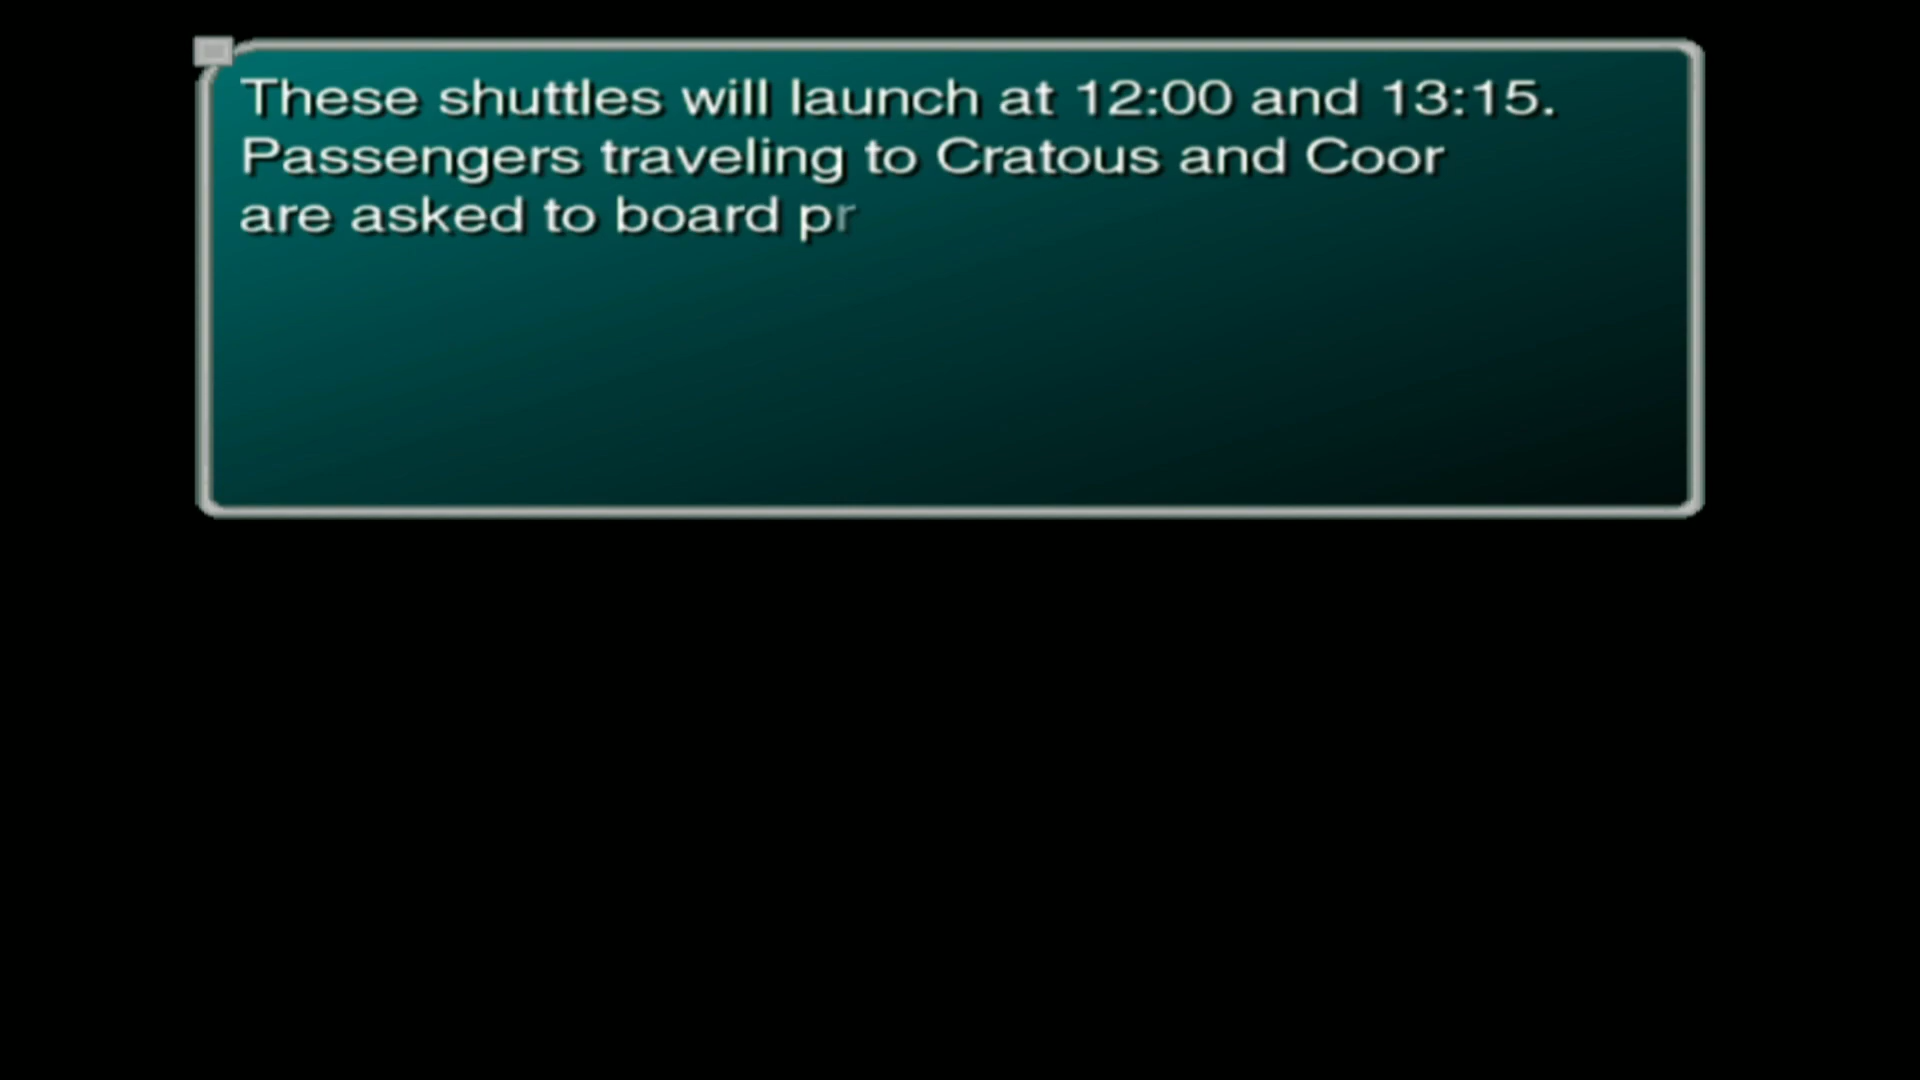 These shuttles will launch at 12:00 and 13:15.
Passengers traveling to Cratous and Coor
are asked to board pr